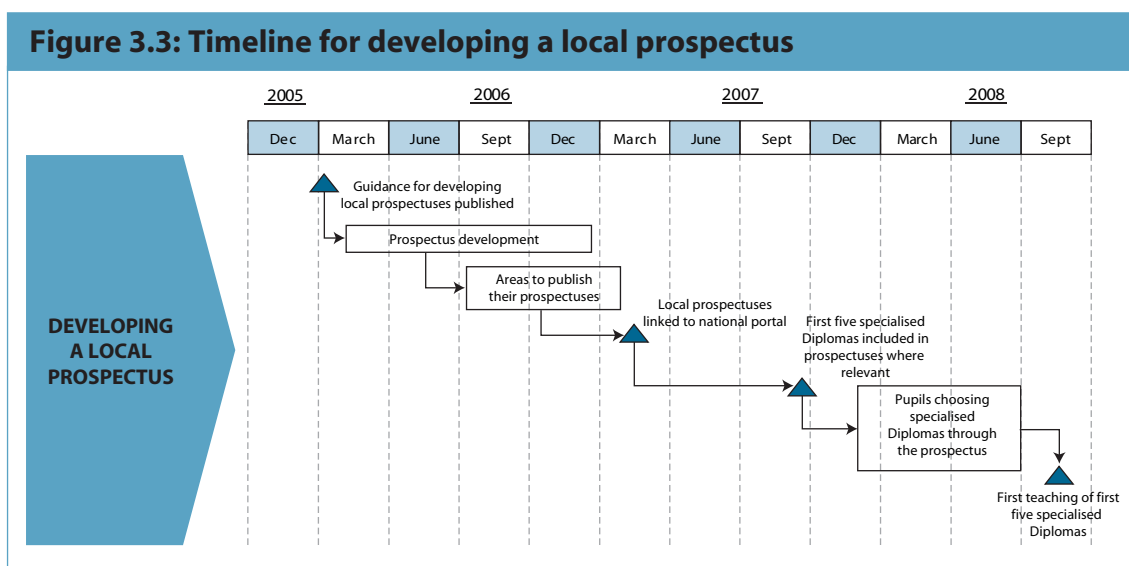 Figure 3.3: Timeline for developing a local prospectus
2005 2006 2007 2008
Dec March June Sept Dec March June Sept Dec March June Sept
DEVELOPING
A LOCAL
PROSPECTUS
Guidance for developing
local prospectuses published
Prospectus development
Areas to publish
their prospectuses
Local prospectuses
linked to national portal
First five specialised
Diplomas included in
prospectuses where
relevant
Pupils choosing
specialised
Diplomas through
the prospectus
First teaching of first
five specialised
Diplomas